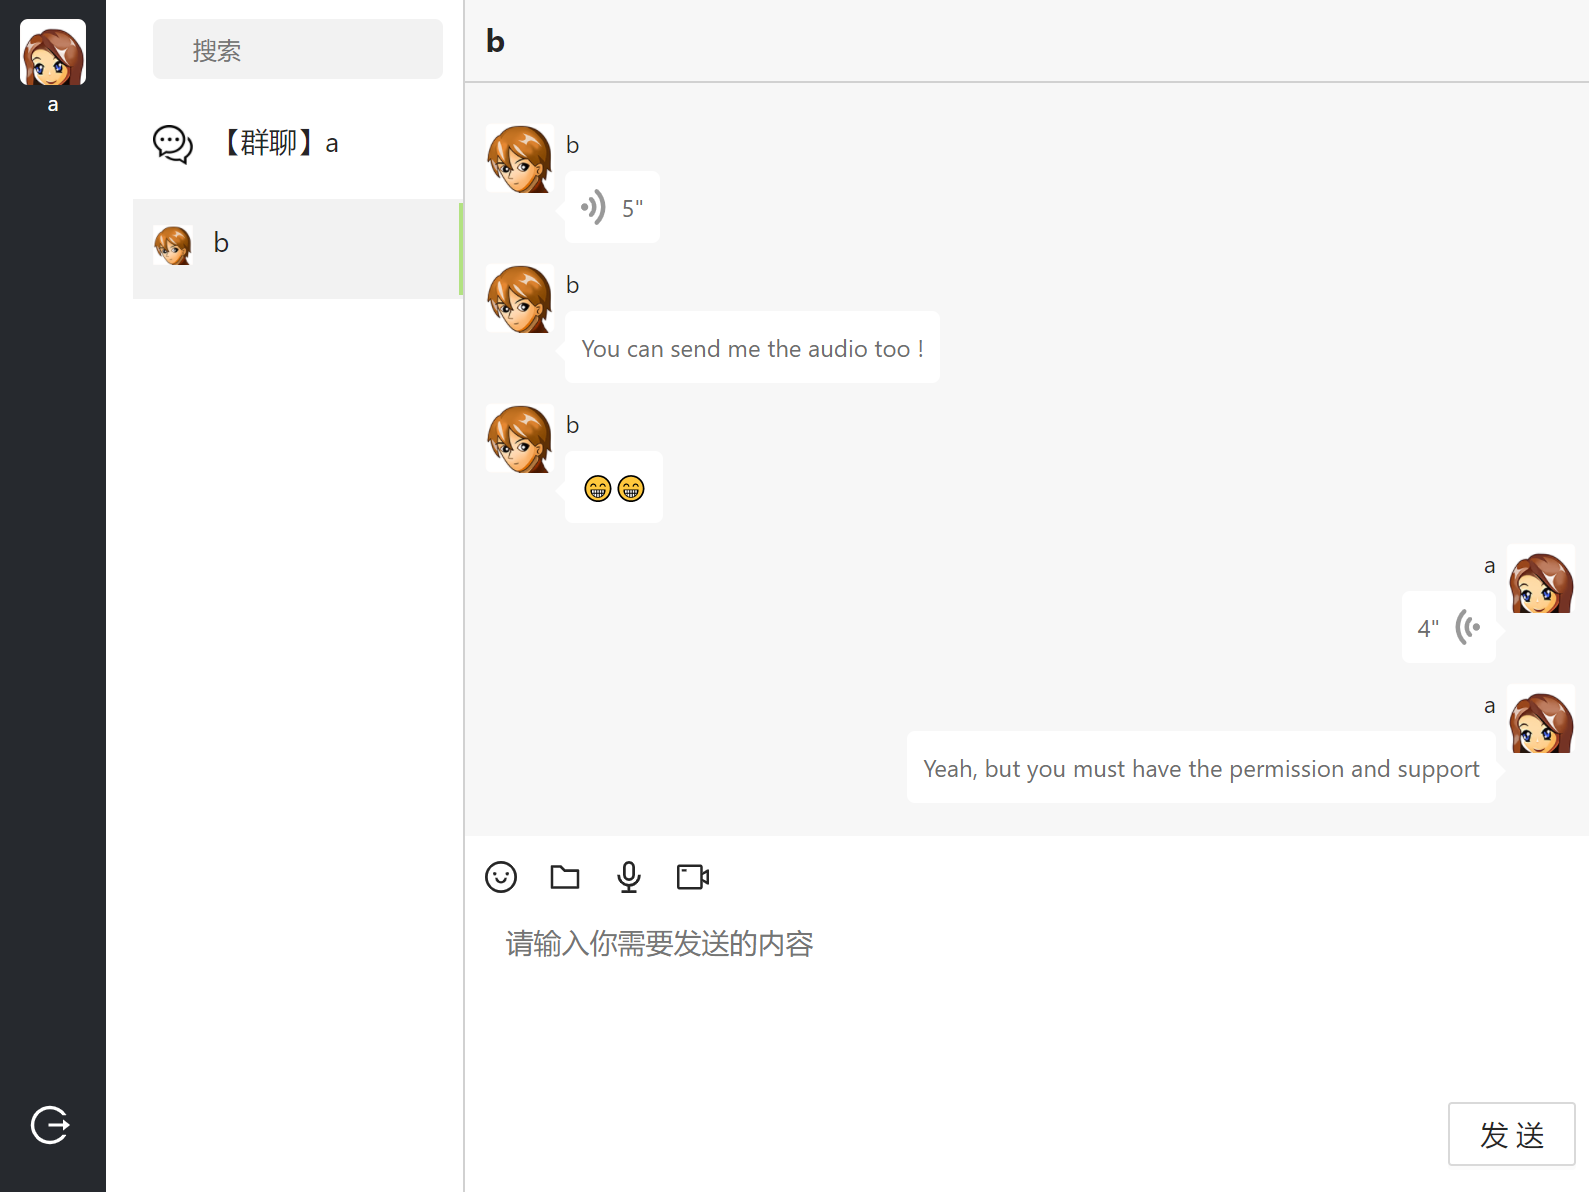 a
搜索
【群聊】a
b
b
b
5"
b
You can send me the audio too !
b
😁😁
a
4"
a
Yeah, but you must have the permission and support
请输入你需要发送的内容
发 送